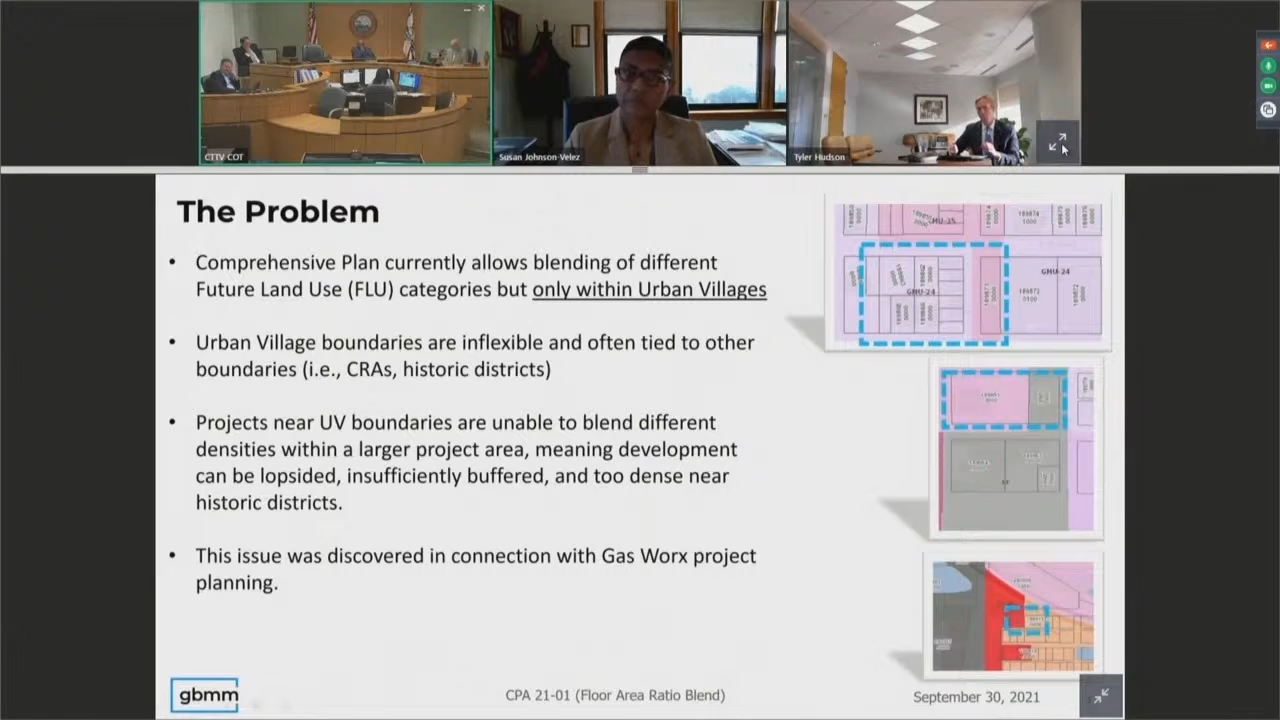 CTTV COT
Susan Johnson-Velez
Tyler Hudson
The Problem
• Comprehensive Plan currently allows blending of different
Future Land Use (FLU) categories but only within Urban Villages
• Urban Village boundaries are inflexible and often tied to other
boundaries (i.e., CRAs, historic districts)
• Projects near UV boundaries are unable to blend different
densities within a larger project area, meaning development
can be lopsided, insufficiently buffered, and too dense near
historic districts.
• This issue was discovered in connection with Gas Worx project
planning.
GMU-24
GMU-24
gbmm
CPA 21-01 (Floor Area Ratio Blend)
September 30, 2021